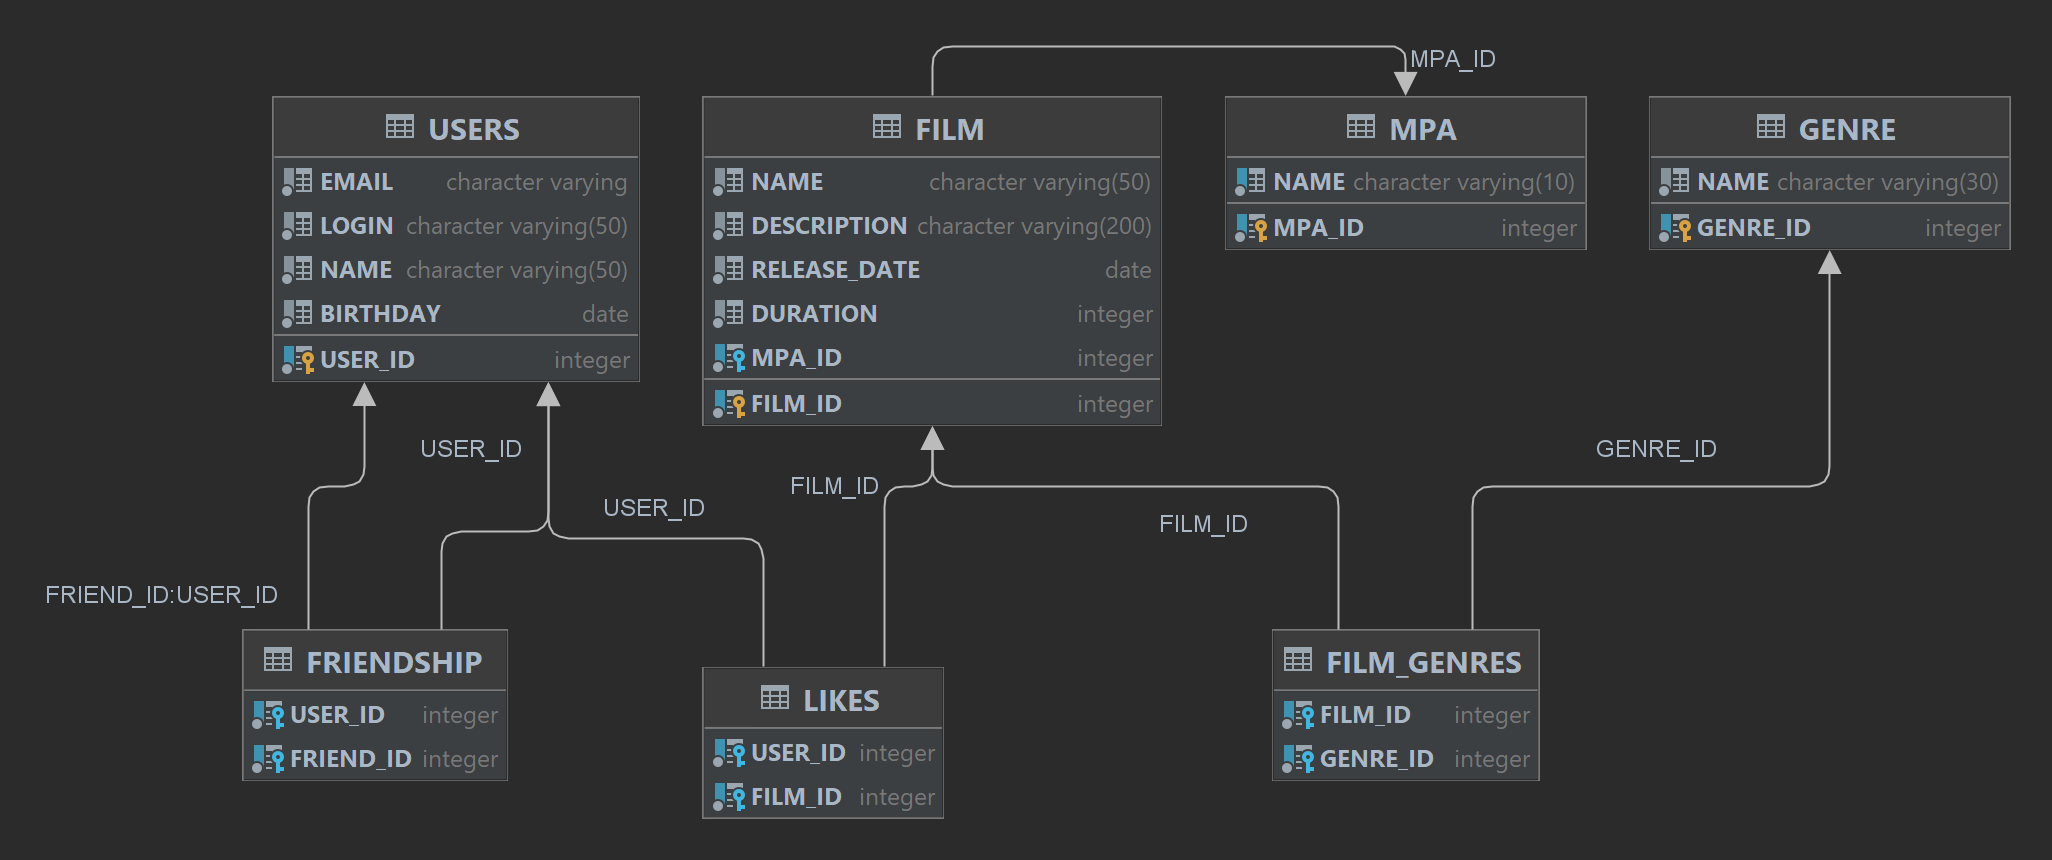 MPA_ID
USERS
EMAIL character varying
LOGIN character varying(50)
NAME character varying(50)
BIRTHDAY date
USER_ID integer
FILM
NAME character varying(50)
DESCRIPTION character varying(200)
RELEASE_DATE date
DURATION integer
MPA_ID integer
FILM_ID integer
MPA
NAME character varying(10)
MPA_ID integer
GENRE
NAME character varying(30)
GENRE_ID integer
USER_ID
GENRE_ID
FILM_ID
USER_ID
FILM_ID
FRIEND_ID:USER_ID
FRIENDSHIP
USER_ID integer
FRIEND_ID integer
LIKES
USER_ID integer
FILM_ID integer
FILM_GENRES
FILM_ID integer
GENRE_ID integer